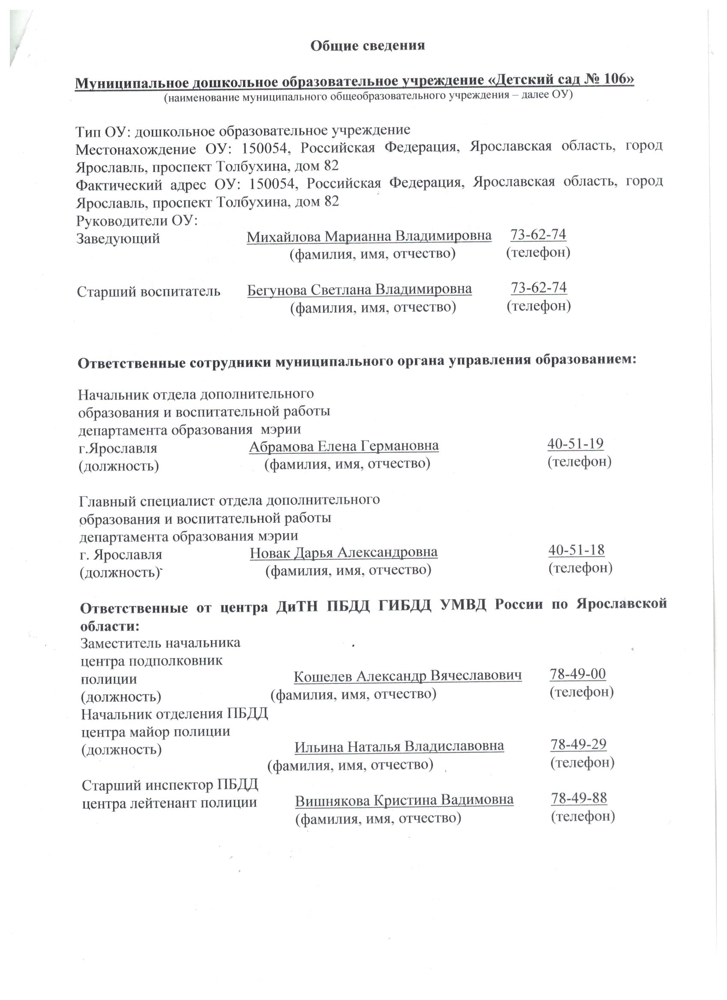 Общие сведения
Муниципальное дошкольное образовательное учреждение «Детский сад № 106»
(наименование муниципального общеобразовательного учреждения – далее ОУ)
Тип ОУ: дошкольное образовательное учреждение
Местонахождение ОУ: 150054, Российская Федерация, Ярославская область, город
Ярославль, проспект Толбухина, дом 82
Фактический адрес ОУ: 150054, Российская Федерация, Ярославская область, город
Ярославль, проспект Толбухина, дом 82
Руководители ОУ:
Заведующий Михайлова Марианна Владимировна 73-62-74
(фамилия, имя, отчество) (телефон)
Старший воспитатель Бегунова Светлана Владимировна 73-62-74
(фамилия, имя, отчество) (телефон)
Ответственные сотрудники муниципального органа управления образованием:
Начальник отдела дополнительного
образования и воспитательной работы
департамента образования мэрии
г.Ярославля Абрамова Елена Германовна 40-51-19
(должность) (фамилия, имя, отчество) (телефон)
Главный специалист отдела дополнительного
образования и воспитательной работы
департамента образования мэрии
г. Ярославля Новак Дарья Александровна 40-51-18
(должность) (фамилия, имя, отчество) (телефон)
Ответственные от центра ДиТН ПБДД ГИБДД УМВД России по Ярославской
области:
Заместитель начальника
центра подполковник
полиции Кошелев Александр Вячеславович 78-49-00
(должность) (фамилия, имя, отчество) (телефон)
Начальник отделения ПБДД
центра майор полиции
(должность) Ильина Наталья Владиславовна 78-49-29
(фамилия, имя, отчество) (телефон)
Старший инспектор ПБДД
центра лейтенант полиции Вишнякова Кристина Вадимовна 78-49-88
(фамилия, имя, отчество) (телефон)